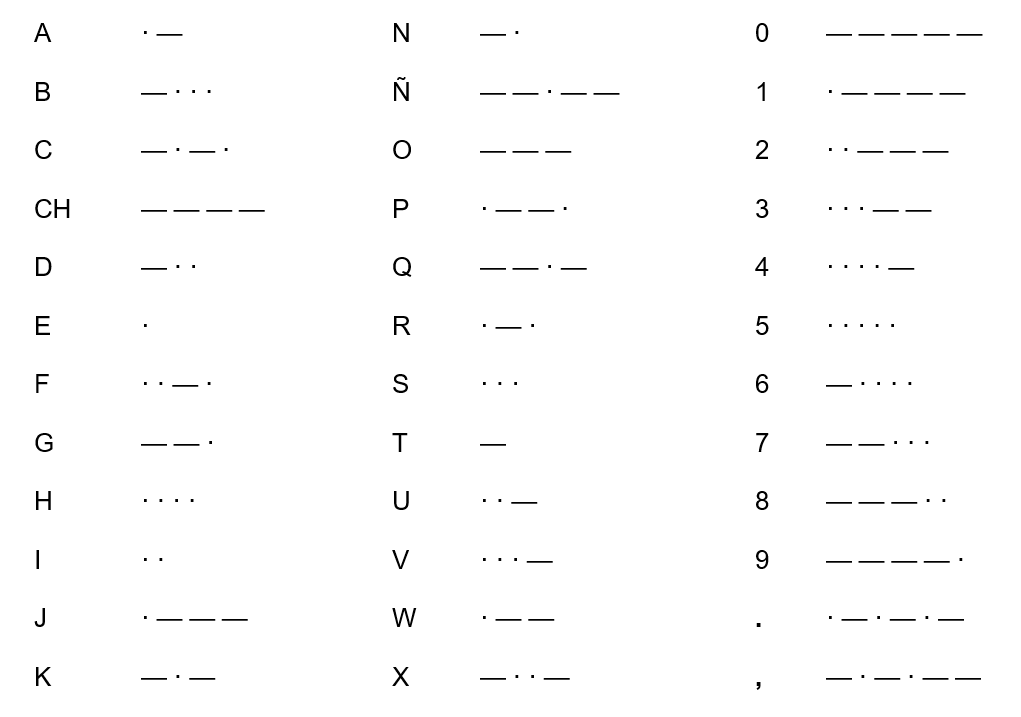 A · — N — · 0 — — — — —
B — · · · Ñ — — · — — 1 · — — — —
C — · — · O — — — 2 · · — — —
CH — — — — P · — — · 3 · · · — —
D — · · Q — — · — 4 · · · · —
E · R · — · 5 · · · · ·
F · · — · S · · · 6 — · · · ·
G — — · T — 7 — — · · ·
H · · · · U · · — 8 — — — · ·
I · · V · · · — 9 — — — — ·
J · — — — W · — — . · — · — · —
K — · — X — · · — , — · — · — —